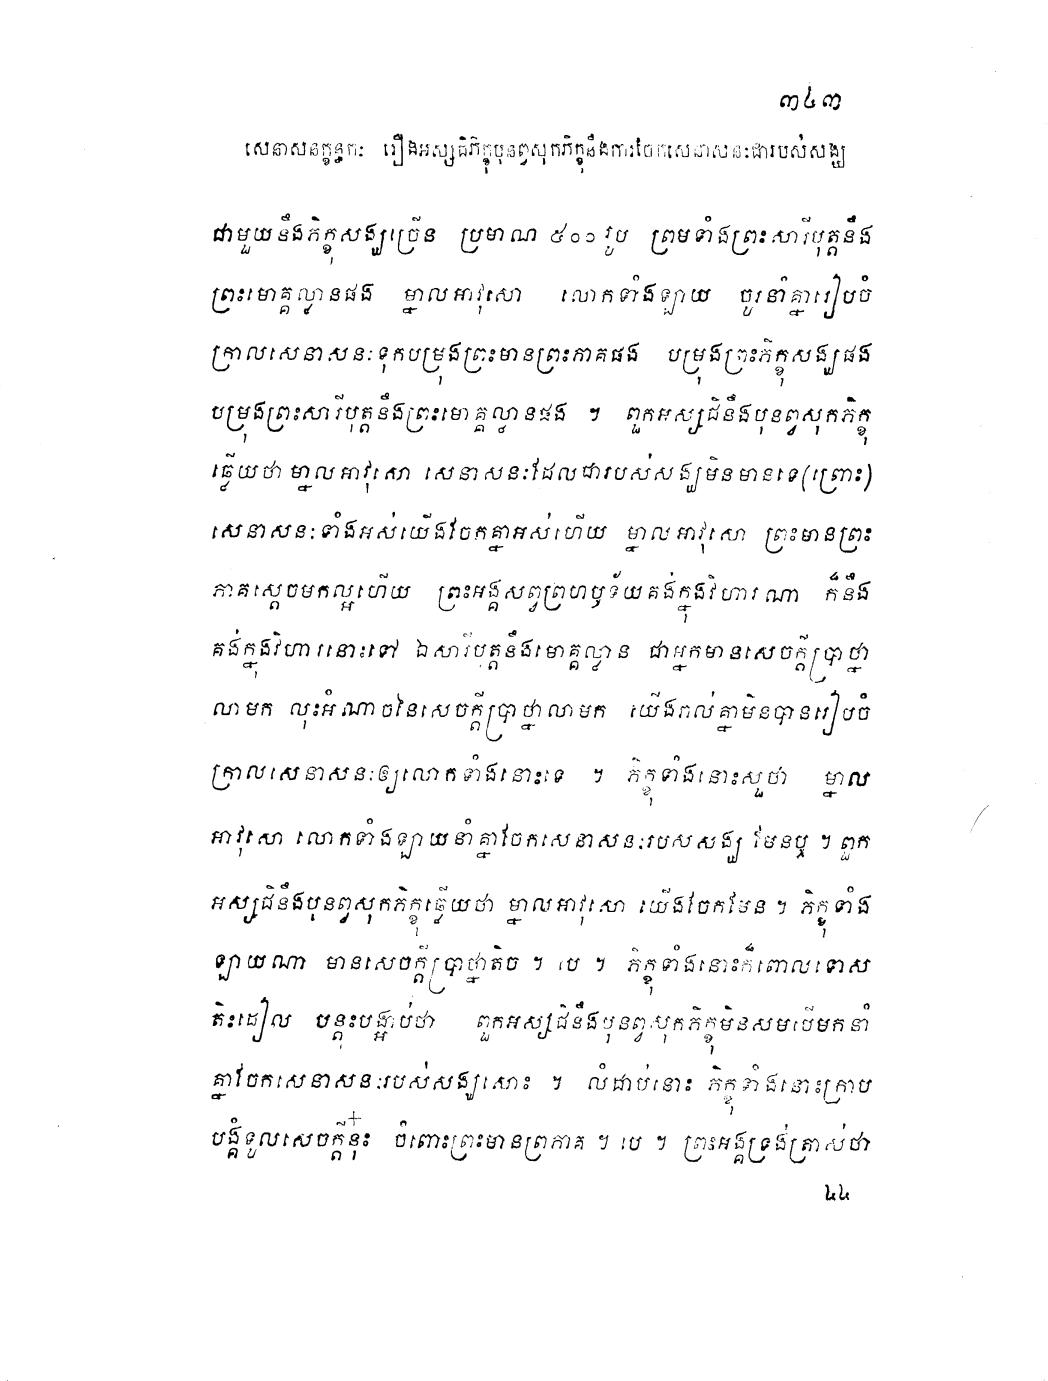 ៣៤៣
សេនាសនក្ខន្ធកៈ រឿងអស្សជិភិក្ខុបុនព្វសុកភិក្ខុនឹងការចែកសេនាសនៈជារបស់សង្ឃ
ជាមួយនឹងភិក្ខុសង្ឃច្រើន ប្រមាណ ៥០០ រូប ព្រមទាំងព្រះសារីបុត្តនឹង
ព្រះមោគ្គល្លានផង ម្នាលអាវុសោ លោកទាំងឡាយ ចូរនាំគ្នារៀបចំ
ក្រាលសេនាសនៈទុកបម្រុងព្រះមានព្រះភាគផង បម្រុងព្រះភិក្ខុសង្ឃផង
បម្រុងព្រះសារីបុត្តនឹងព្រះមោគ្គល្លានផង ។ ពួកអស្សជិនឹងបុនព្វសុកភិក្ខុ
ឆ្លើយថា ម្នាលអាវុសោ សេនាសនៈដែលជារបស់សង្ឃមិនមានទេ(ព្រោះ)
សេនាសនៈទាំងអស់យើងចែកគ្នាអស់ហើយ ម្នាលអាវុសោ ព្រះមានព្រះ
ភាគស្តេចមកល្អហើយ ព្រះអង្គសព្វព្រហឫទ័យគង់ក្នុងវិហារណា ក៏នឹង
គង់ក្នុងវិហារនោះទៅ ឯសារីបុត្តនឹងមោគ្គល្លាន ជាអ្នកមានសេចក្តីប្រាថ្នា
លាមក លុះអំណាចនៃសេចក្តីប្រាថ្នាលាមក យើងរាល់គ្នាមិនបានរៀបចំ
ក្រាលសេនាសនៈឲ្យលោកទាំងនោះទេ ។ ភិក្ខុទាំងនោះសួថា ម្នាល
អាវុសោ លោកទាំងឡាយនាំគ្នាចែកសេនាសនៈរបសសង្ឃ មែនឬ ។ ពួក
អស្សជិនឹងបុនព្វសុកភិក្ខុឆ្លើយថា ម្នាលអាវុសោ យើងចែកមែន ។ ភិក្ខុទាំង
ឡាយណា មានសេចក្តីប្រាថ្នាតិច ។ បេ ។ ភិក្ខុទាំងនោះក៏ពោលទោស
តិះដៀល បន្តុះបង្អាប់ថា ពួកអស្សជិនឹងបុនព្វសុកភិក្ខុមិនសមបើមកនាំ
គ្នាចែកសេនាសនៈរបស់សង្ឃសោះ ។ លំដាប់នោះ ភិក្ខុទាំងនោះក្រាប
បង្គំទូលសេចក្តីនុ៎ះ ចំពោះព្រះមានព្រភាគ ។ បេ ។ ព្រះអង្គទ្រង់ត្រាស់ថា
៤៤